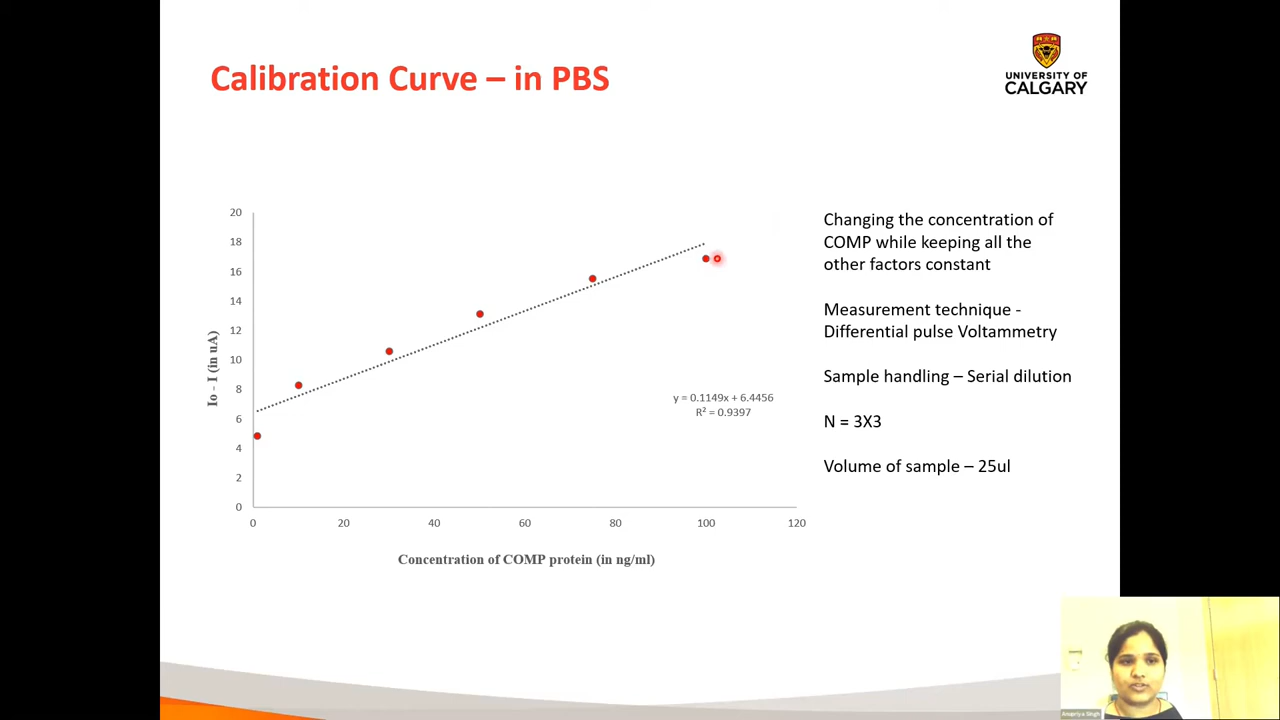 Calibration Curve – in PBS
UNIVERSITY OF
CALGARY
20
18
16
14
12
10
8
6
4
2
0
Io - I (in uA)
0
20
40
60
80
100
120
Concentration of COMP protein (in ng/ml)
y = 0.1149x + 6.4456
R² = 0.9397
Changing the concentration of
COMP while keeping all the
other factors constant
Measurement technique -
Differential pulse Voltammetry
Sample handling – Serial dilution
N = 3X3
Volume of sample – 25ul
Anupriya Singh